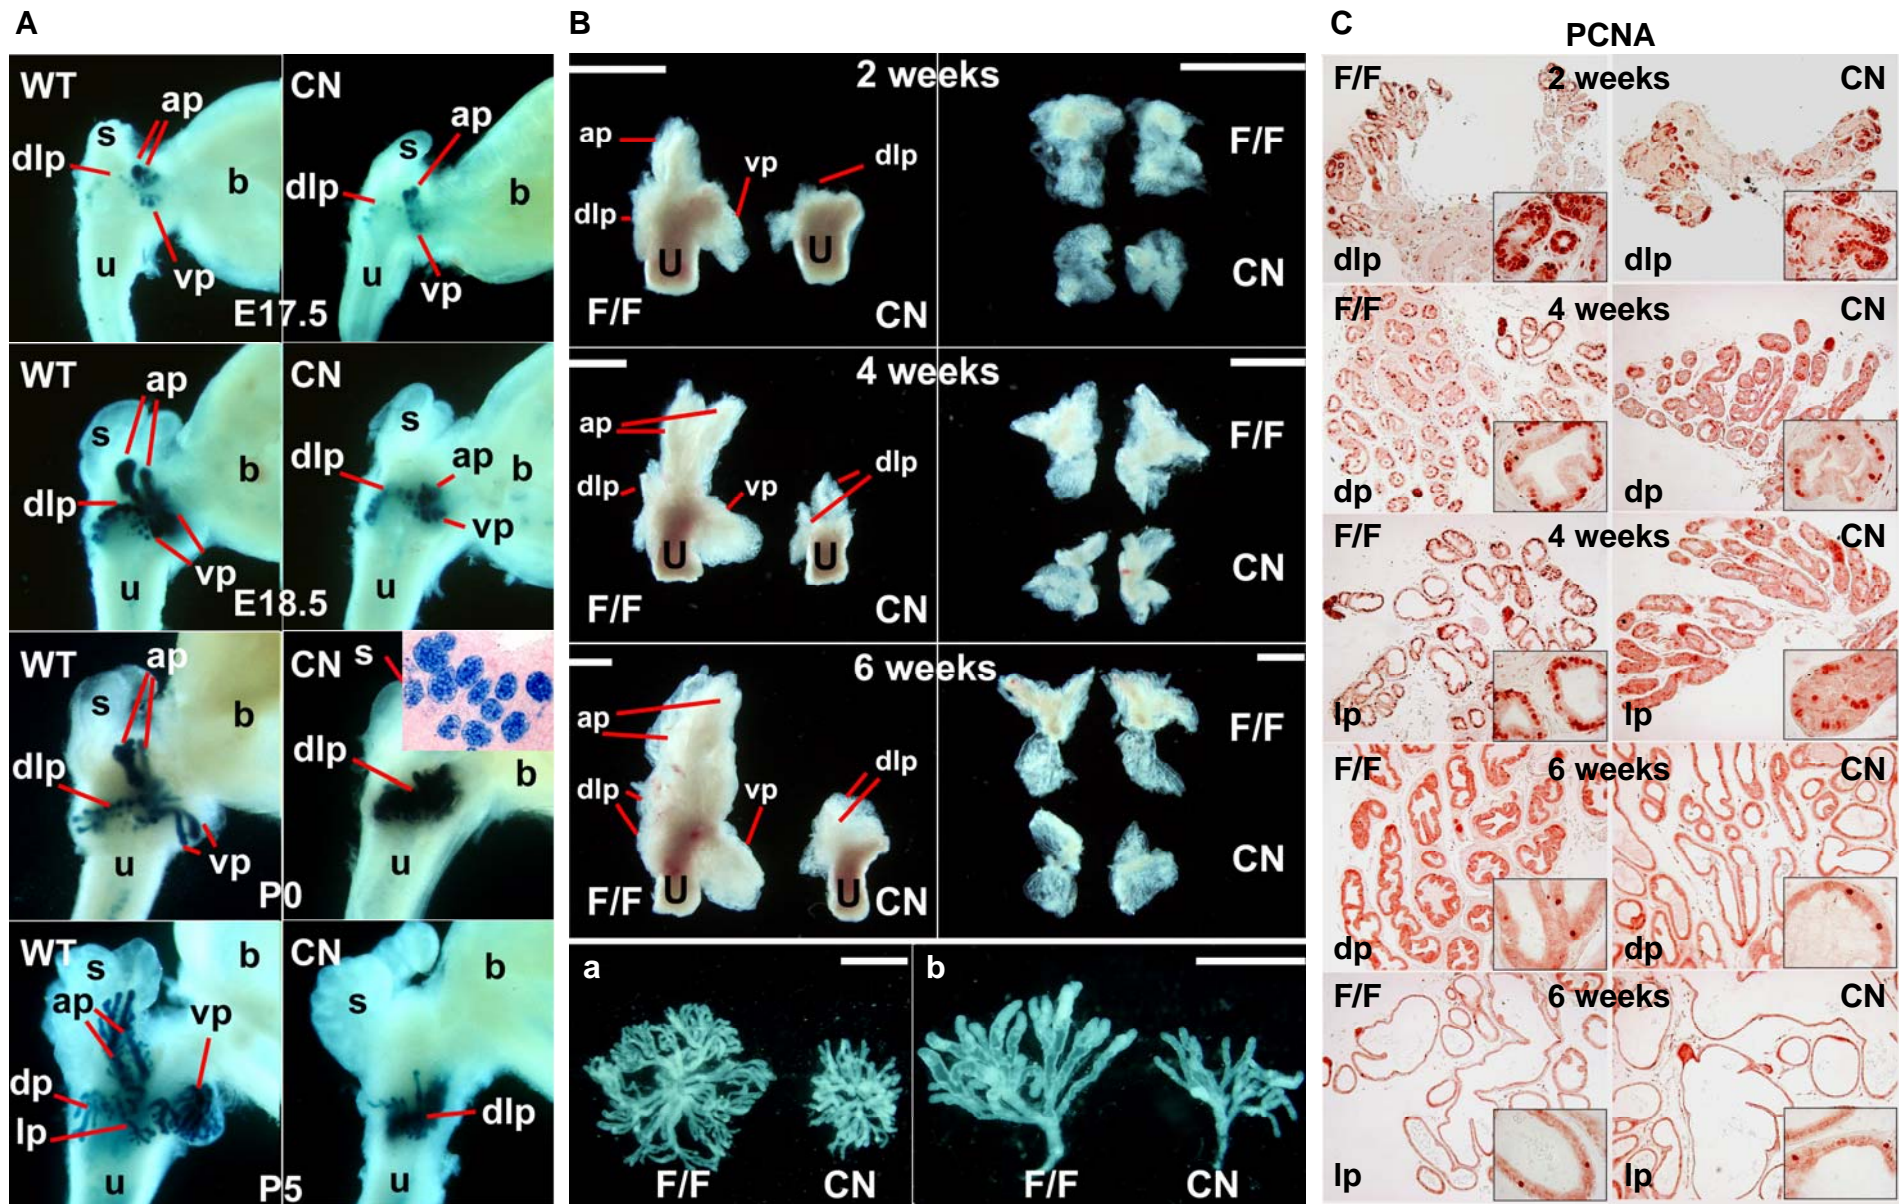 A
WT
ap
s
dlp
b
u
vp
E17.5
CN
ap
s
dlp
b
u
vp
WT
ap
s
dlp
b
u
vp
E18.5
CN
s
dlp
ap
b
vp
u
WT
ap
s
b
dlp
u
vp
P0
CN
s
dlp
b
u
WT
s
ap
b
vp
dp
lp
u
P5
CN
b
s
dlp
u
B
2 weeks
ap
vp
dlp
dlp
U
U
F/F
CN
F/F
CN
4 weeks
ap
dlp
vp
dlp
U
U
F/F
CN
F/F
CN
6 weeks
ap
dlp
vp
dlp
U
U
F/F
CN
F/F
CN
a
F/F
CN
b
F/F
CN
C
PCNA
F/F
2 weeks
CN
dlp
dlp
F/F
4 weeks
CN
dp
dp
F/F
4 weeks
CN
lp
lp
F/F
6 weeks
CN
dp
dp
F/F
6 weeks
CN
lp
lp